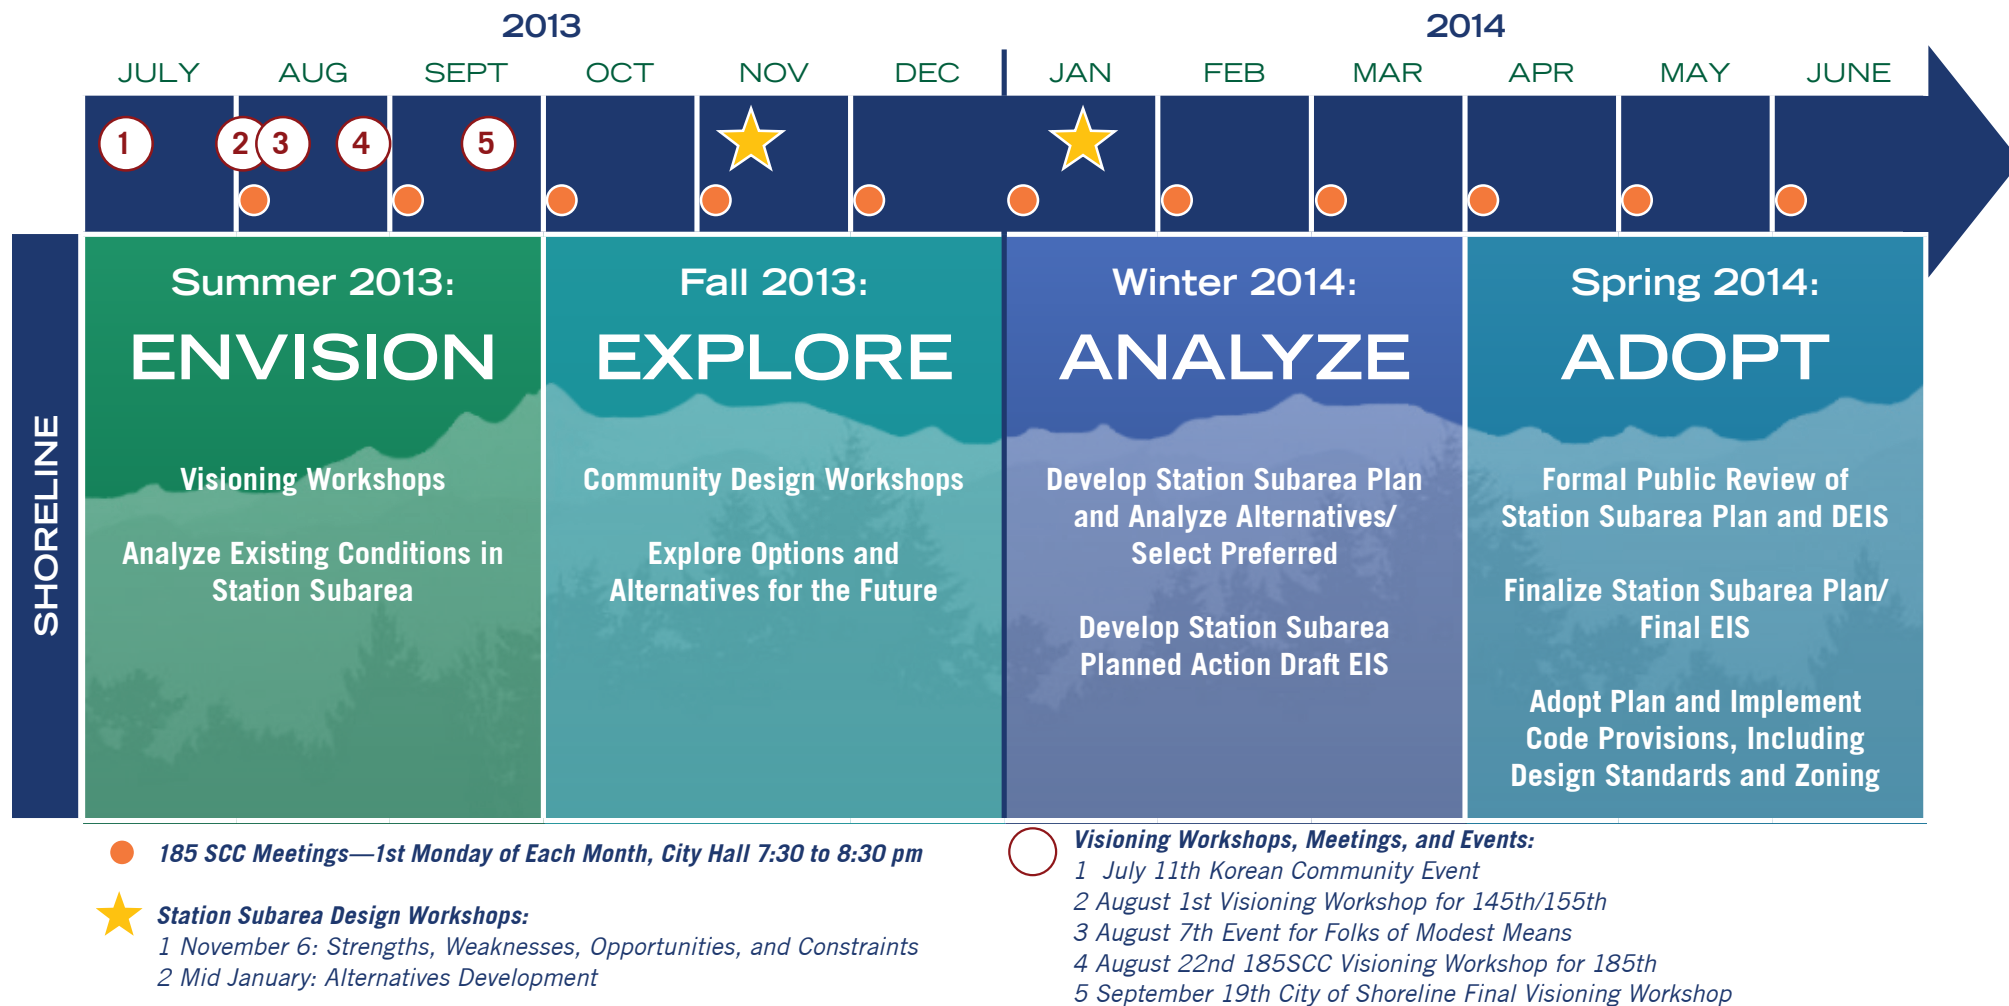 2013
2014
JULY AUG SEPT OCT NOV DEC JAN FEB MAR APR MAY JUNE
1 2 3 4 5
SHORELINE
Summer 2013:
ENVISION
Visioning Workshops
Analyze Existing Conditions in
Station Subarea
Fall 2013:
EXPLORE
Community Design Workshops
Explore Options and
Alternatives for the Future
Winter 2014:
ANALYZE
Develop Station Subarea Plan
and Analyze Alternatives/
Select Preferred
Develop Station Subarea
Planned Action Draft EIS
Spring 2014:
ADOPT
Formal Public Review of
Station Subarea Plan and DEIS
Finalize Station Subarea Plan/
Final EIS
Adopt Plan and Implement
Code Provisions, Including
Design Standards and Zoning
185 SCC Meetings—1st Monday of Each Month, City Hall 7:30 to 8:30 pm
Station Subarea Design Workshops:
1 November 6: Strengths, Weaknesses, Opportunities, and Constraints
2 Mid January: Alternatives Development
Visioning Workshops, Meetings, and Events:
1 July 11th Korean Community Event
2 August 1st Visioning Workshop for 145th/155th
3 August 7th Event for Folks of Modest Means
4 August 22nd 185SCC Visioning Workshop for 185th
5 September 19th City of Shoreline Final Visioning Workshop